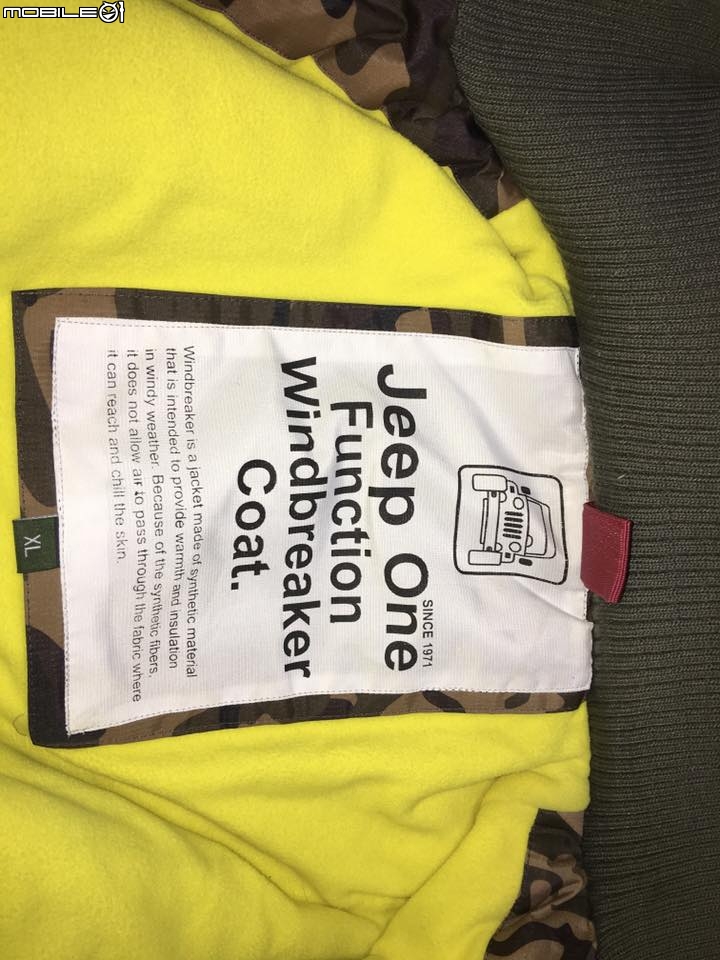 MOBILE01
SINCE 1971
Jeep One
Function
Windbreaker
Coat.
Windbreaker is a jacket made of synthetic material
that is intended to provide warmth and insulation
in windy weather. Because of the synthetic fibers.
it does not allow air to pass through the fabric where
it can reach and chill the skin.
XL